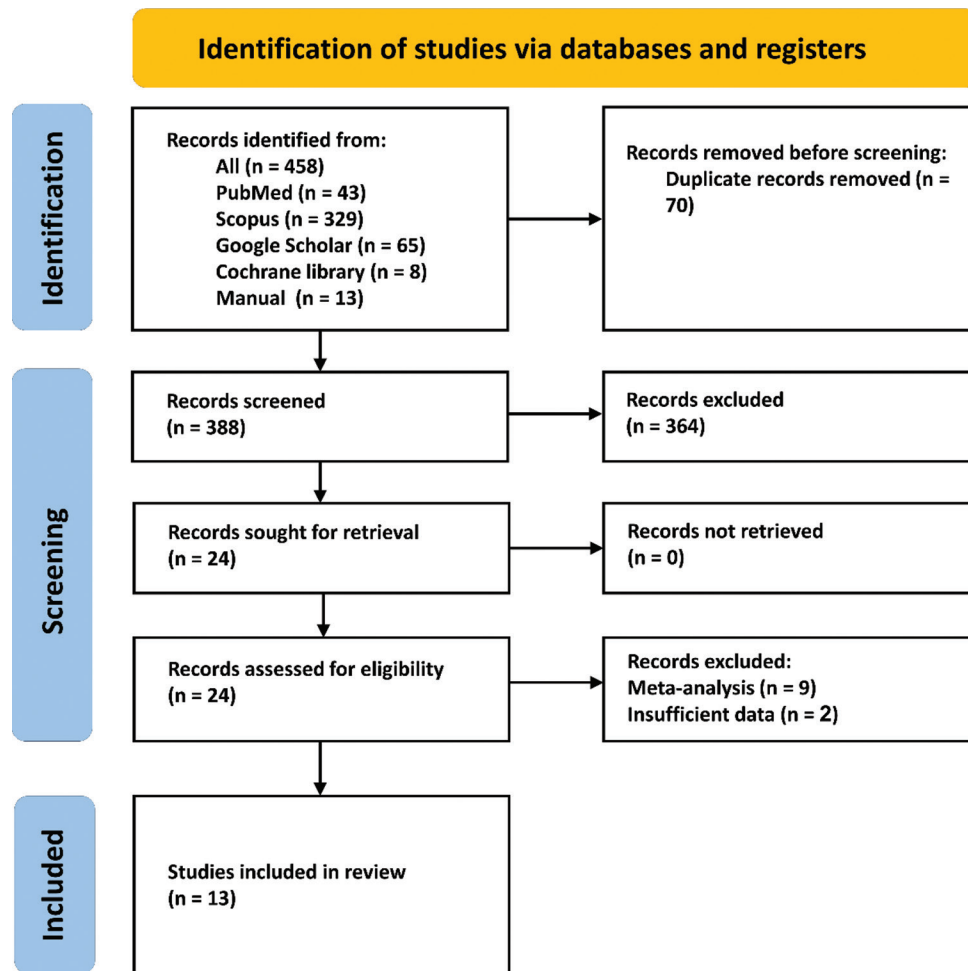 Identification of studies via databases and registers
Identification
Records identified from:
All (n = 458)
PubMed (n = 43)
Scopus (n = 329)
Google Scholar (n = 65)
Cochrane library (n = 8)
Manual (n = 13)
Records removed before screening:
Duplicate records removed (n =
70)
Screening
Records screened
(n = 388)
Records excluded
(n = 364)
Records sought for retrieval
(n = 24)
Records not retrieved
(n = 0)
Records assessed for eligibility
(n = 24)
Records excluded:
Meta-analysis (n = 9)
Insufficient data (n = 2)
Included
Studies included in review
(n = 13)